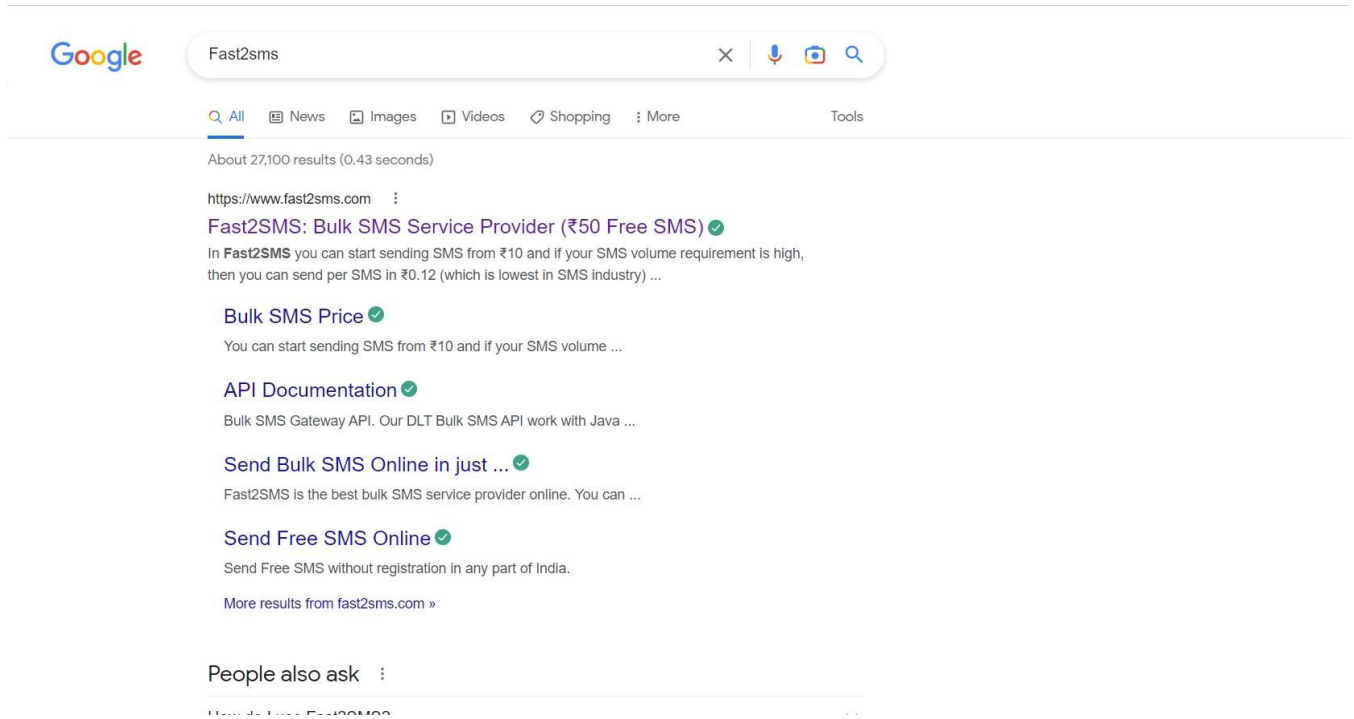 Google
Fast2sms
All News Images Videos Shopping More Tools
About 27,100 results (0.43 seconds)
https://www.fast2sms.com
Fast2SMS: Bulk SMS Service Provider (₹50 Free SMS)
In Fast2SMS you can start sending SMS from ₹10 and if your SMS volume requirement is high,
then you can send per SMS in ₹0.12 (which is lowest in SMS industry) ...
Bulk SMS Price
You can start sending SMS from ₹10 and if your SMS volume ...
API Documentation
Bulk SMS Gateway API. Our DLT Bulk SMS API work with Java ...
Send Bulk SMS Online in just ...
Fast2SMS is the best bulk SMS service provider online. You can ...
Send Free SMS Online
Send Free SMS without registration in any part of India.
More results from fast2sms.com »
People also ask
How do I use Fast2SMS?